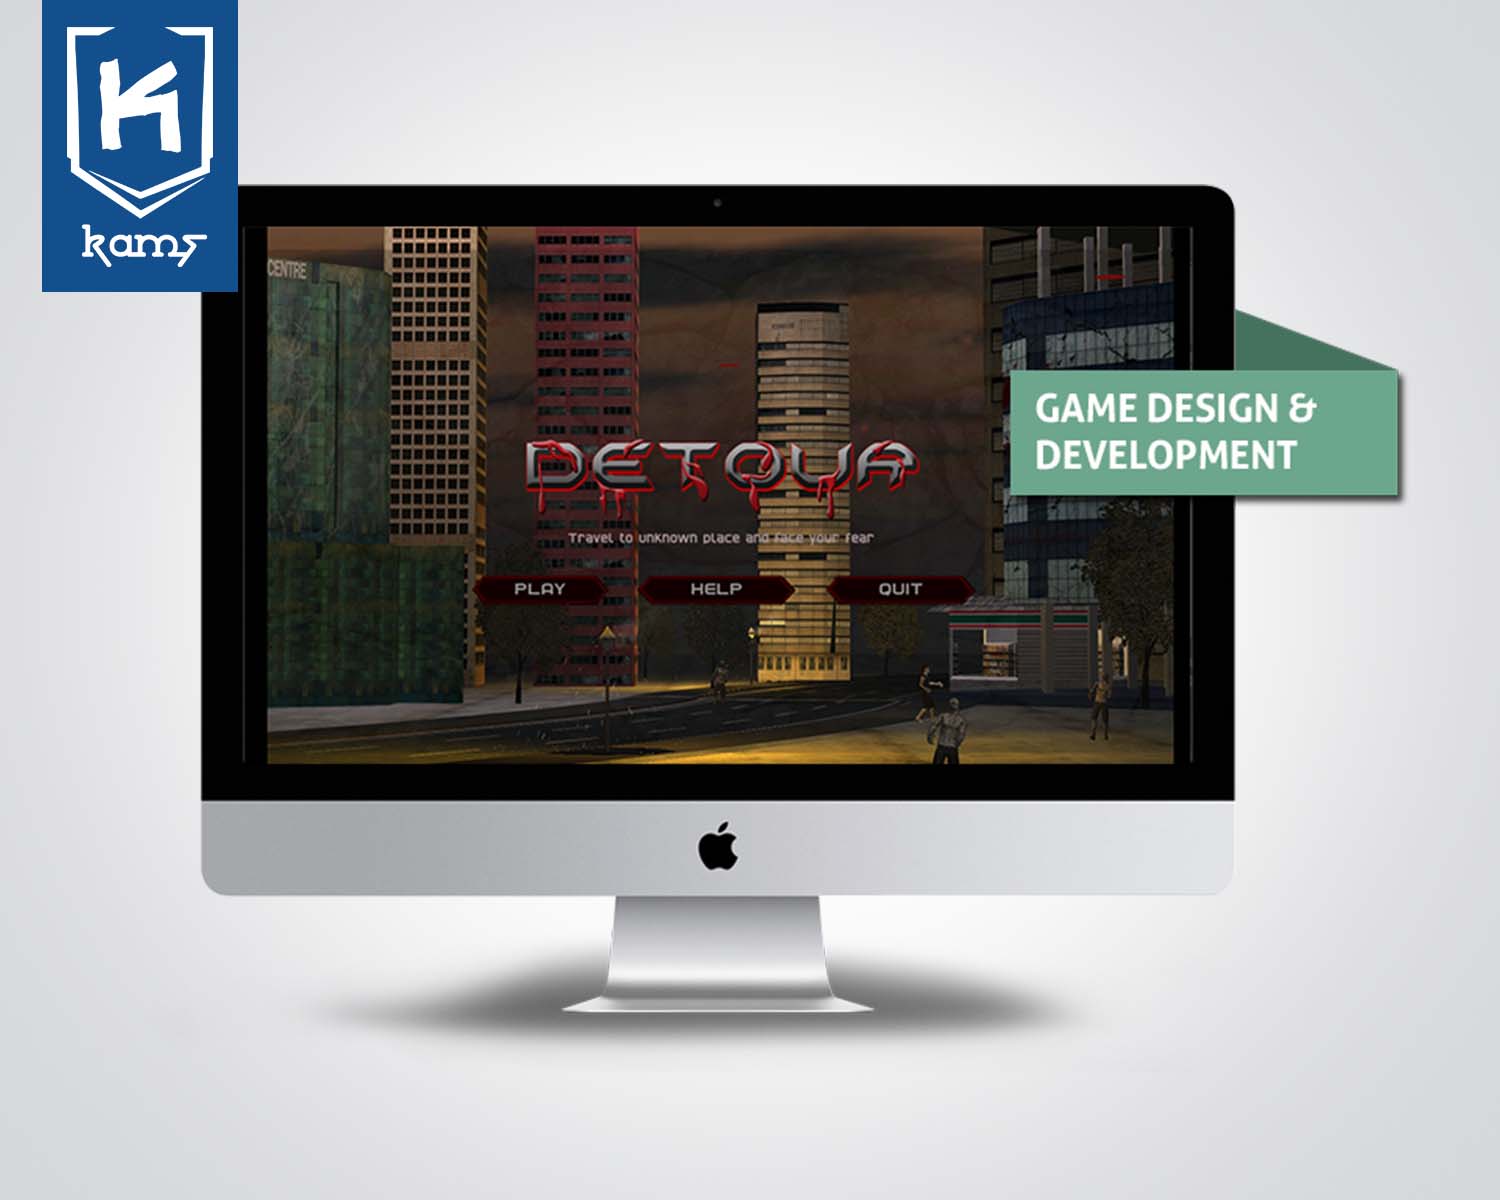 K
kams
CENTRE
GAME DESIGN &
DEVELOPMENT
DETOUR
Travel to unknown place and face your fear
PLAY
HELP
QUIT